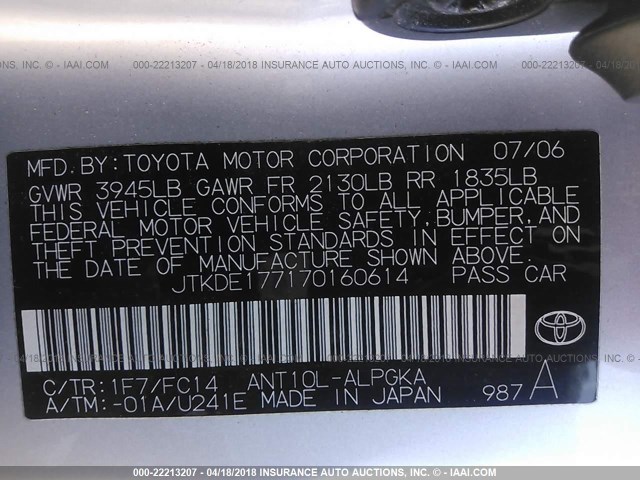 000-22213207 - 04/18/2018 INSURANCE AUTO AUCTIONS, INC. - © IAAI.COM
MFD.BY:TOYOTA MOTOR CORPORATION 07/06
GVWR 3945LB GAWR FR 2130LB RR 1835LB
THIS VEHICLE CONFORMS TO ALL APPLICABLE
FEDERAL MOTOR VEHICLE SAFETY,BUMPER,AND
THEFT PREVENTION STANDARDS IN EFFECT ON
THE DATE OF MANUFACTURE SHOWN ABOVE.
JTKDE177170160614 PASS CAR
C/TR:1F7/FC14 ANT10L-ALPGKA
A/TM:-01A/U241E MADE IN JAPAN 987 A
000-22213207 - 04/18/2018 INSURANCE AUTO AUCTIONS, INC. - © IAAI.COM